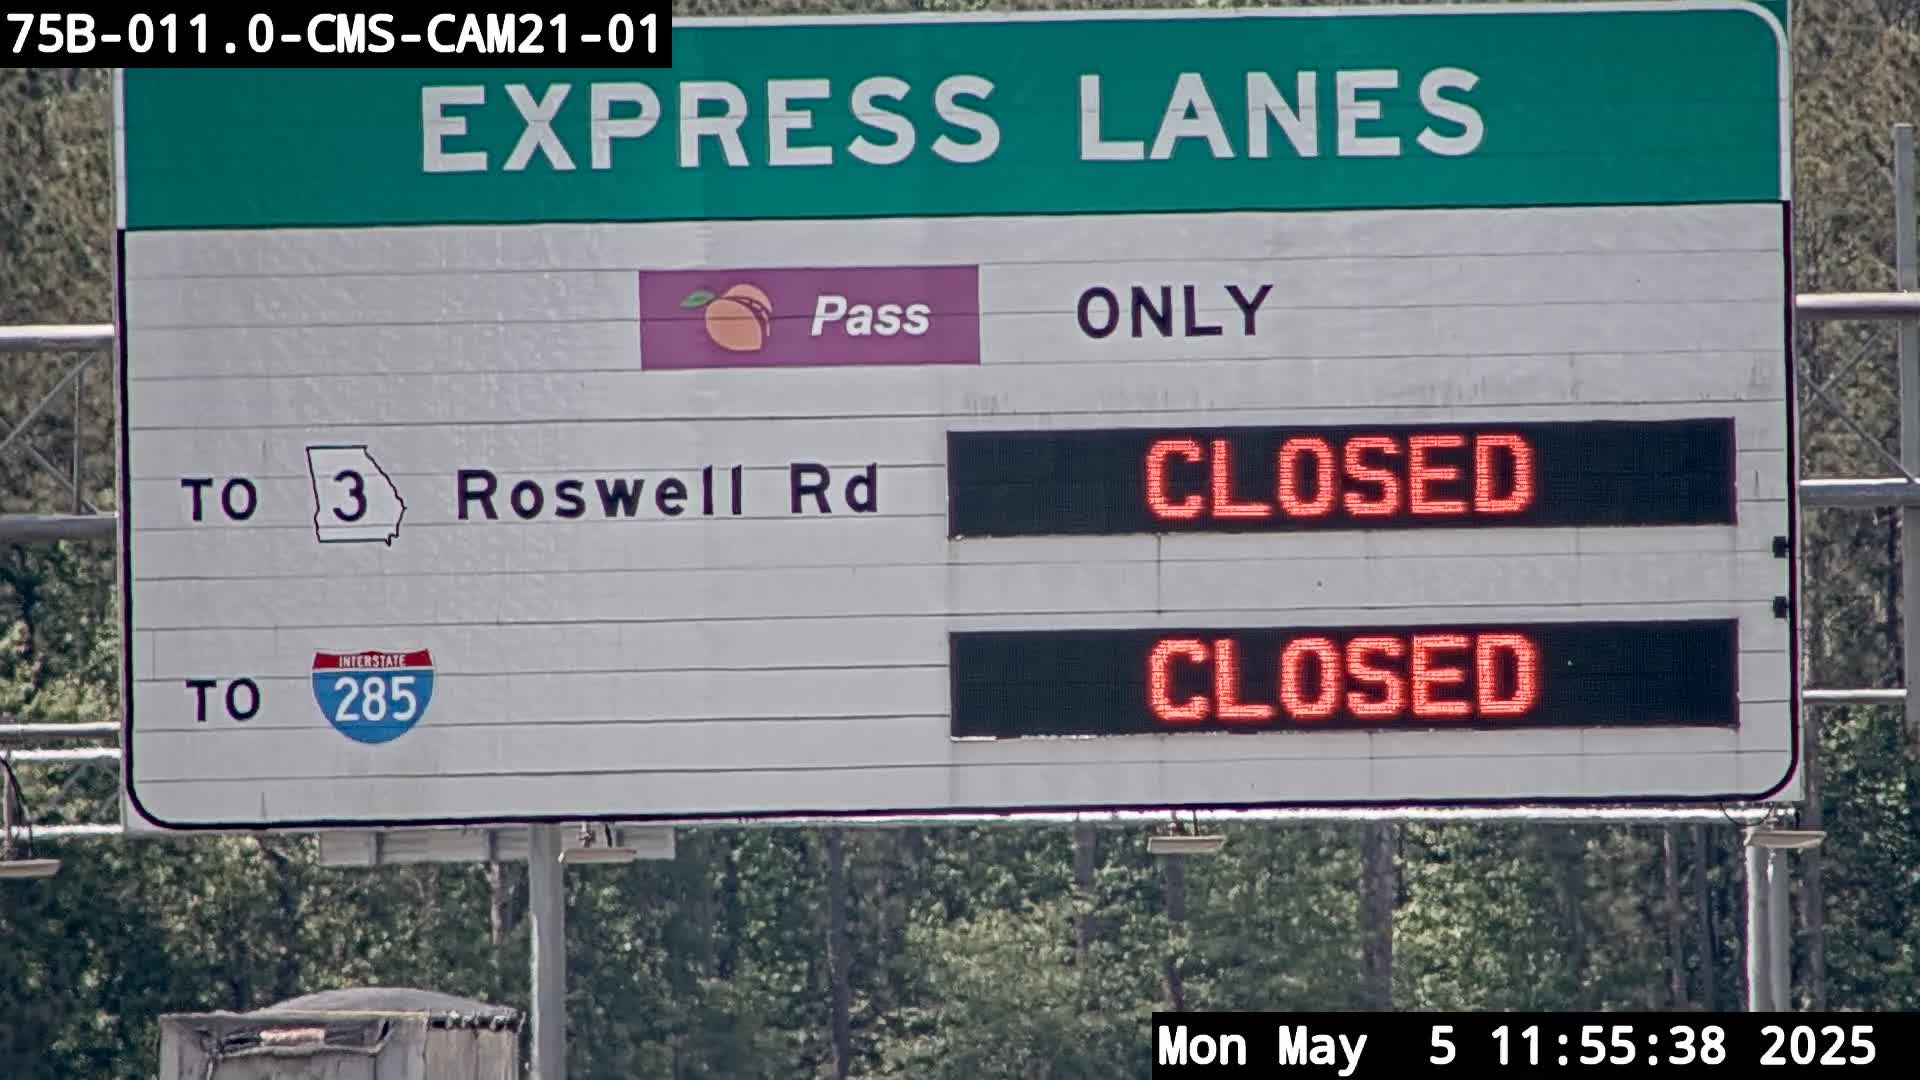 75B-011.0-CMS-CAM21-01
EXPRESS LANES
Pass ONLY
TO 3 Roswell Rd CLOSED
TO INTERSTATE 285 CLOSED
Mon May 5 11:55:38 2025